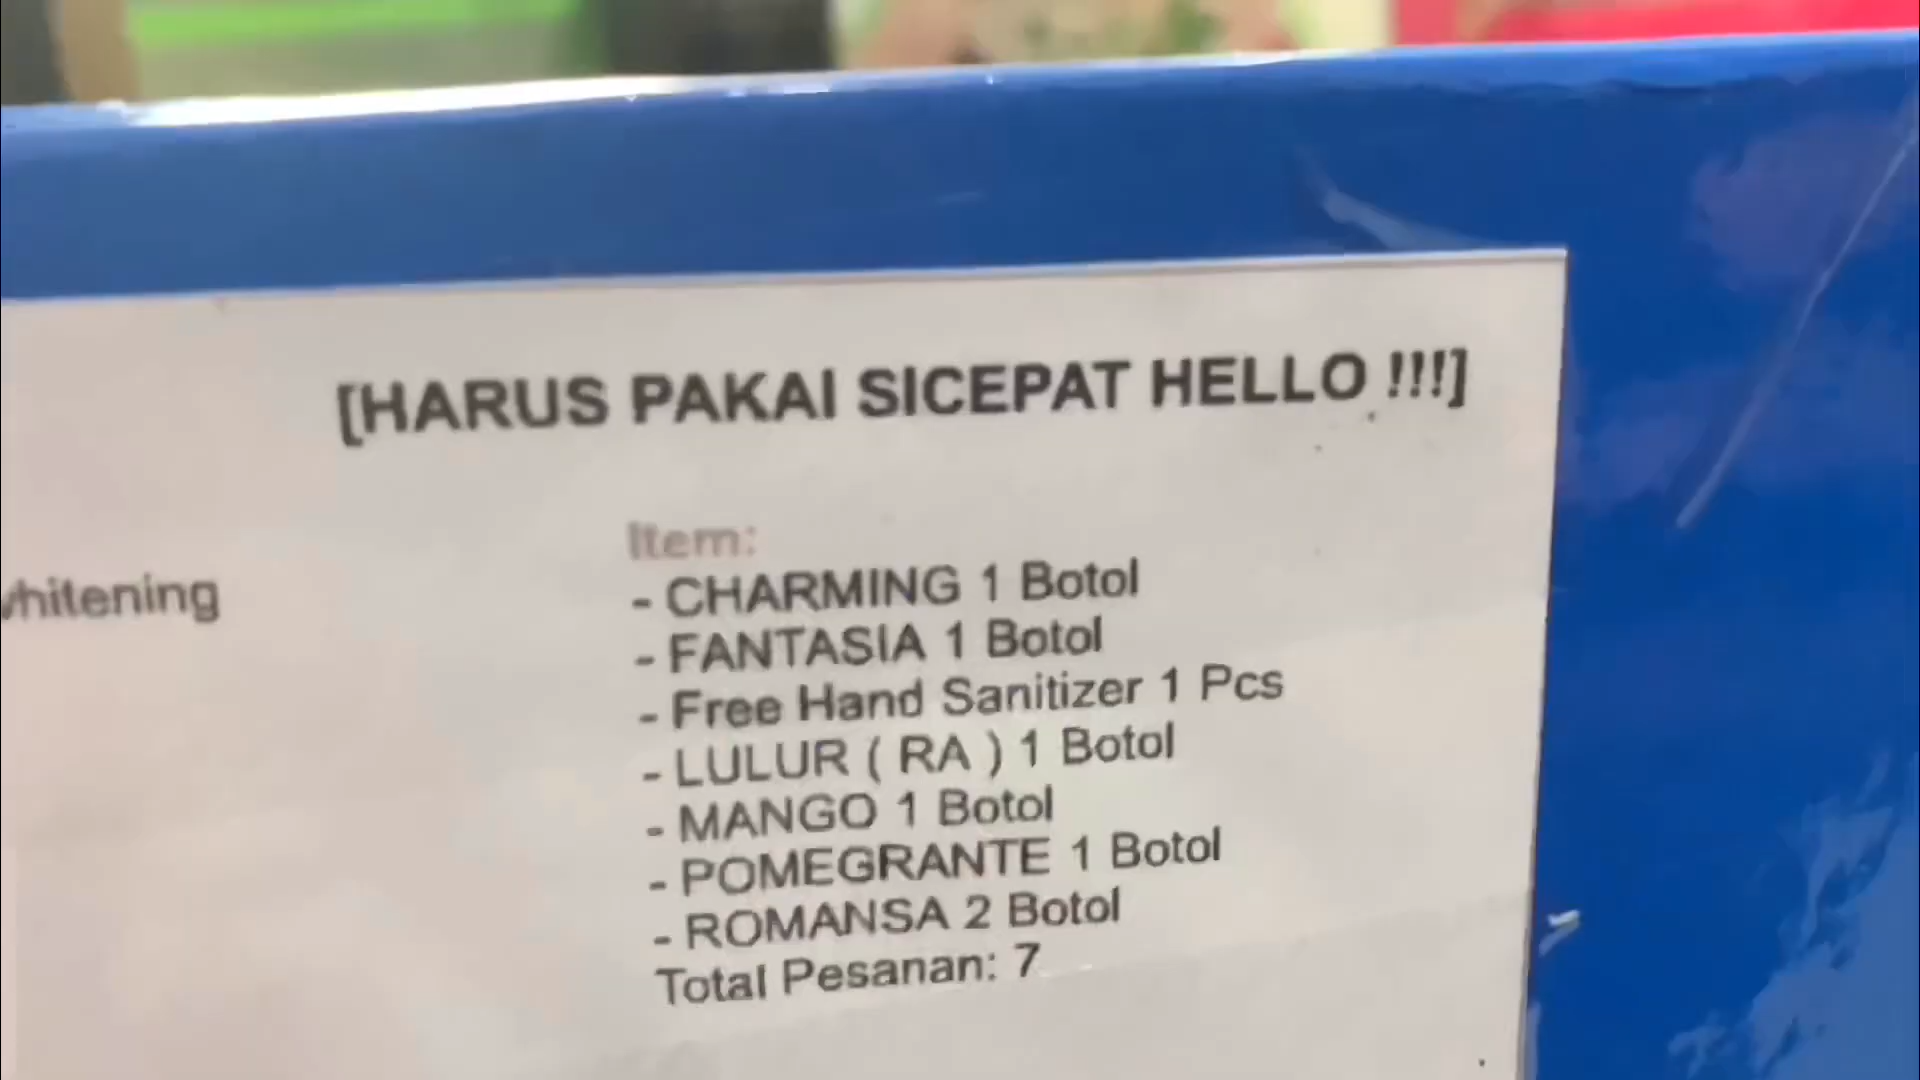 [HARUS PAKAI SICEPAT HELLO !!!]
Item:
- CHARMING 1 Botol
- FANTASIA 1 Botol
- Free Hand Sanitizer 1 Pcs
- LULUR ( RA ) 1 Botol
- MANGO 1 Botol
- POMEGRANTE 1 Botol
- ROMANSA 2 Botol
Total Pesanan: 7